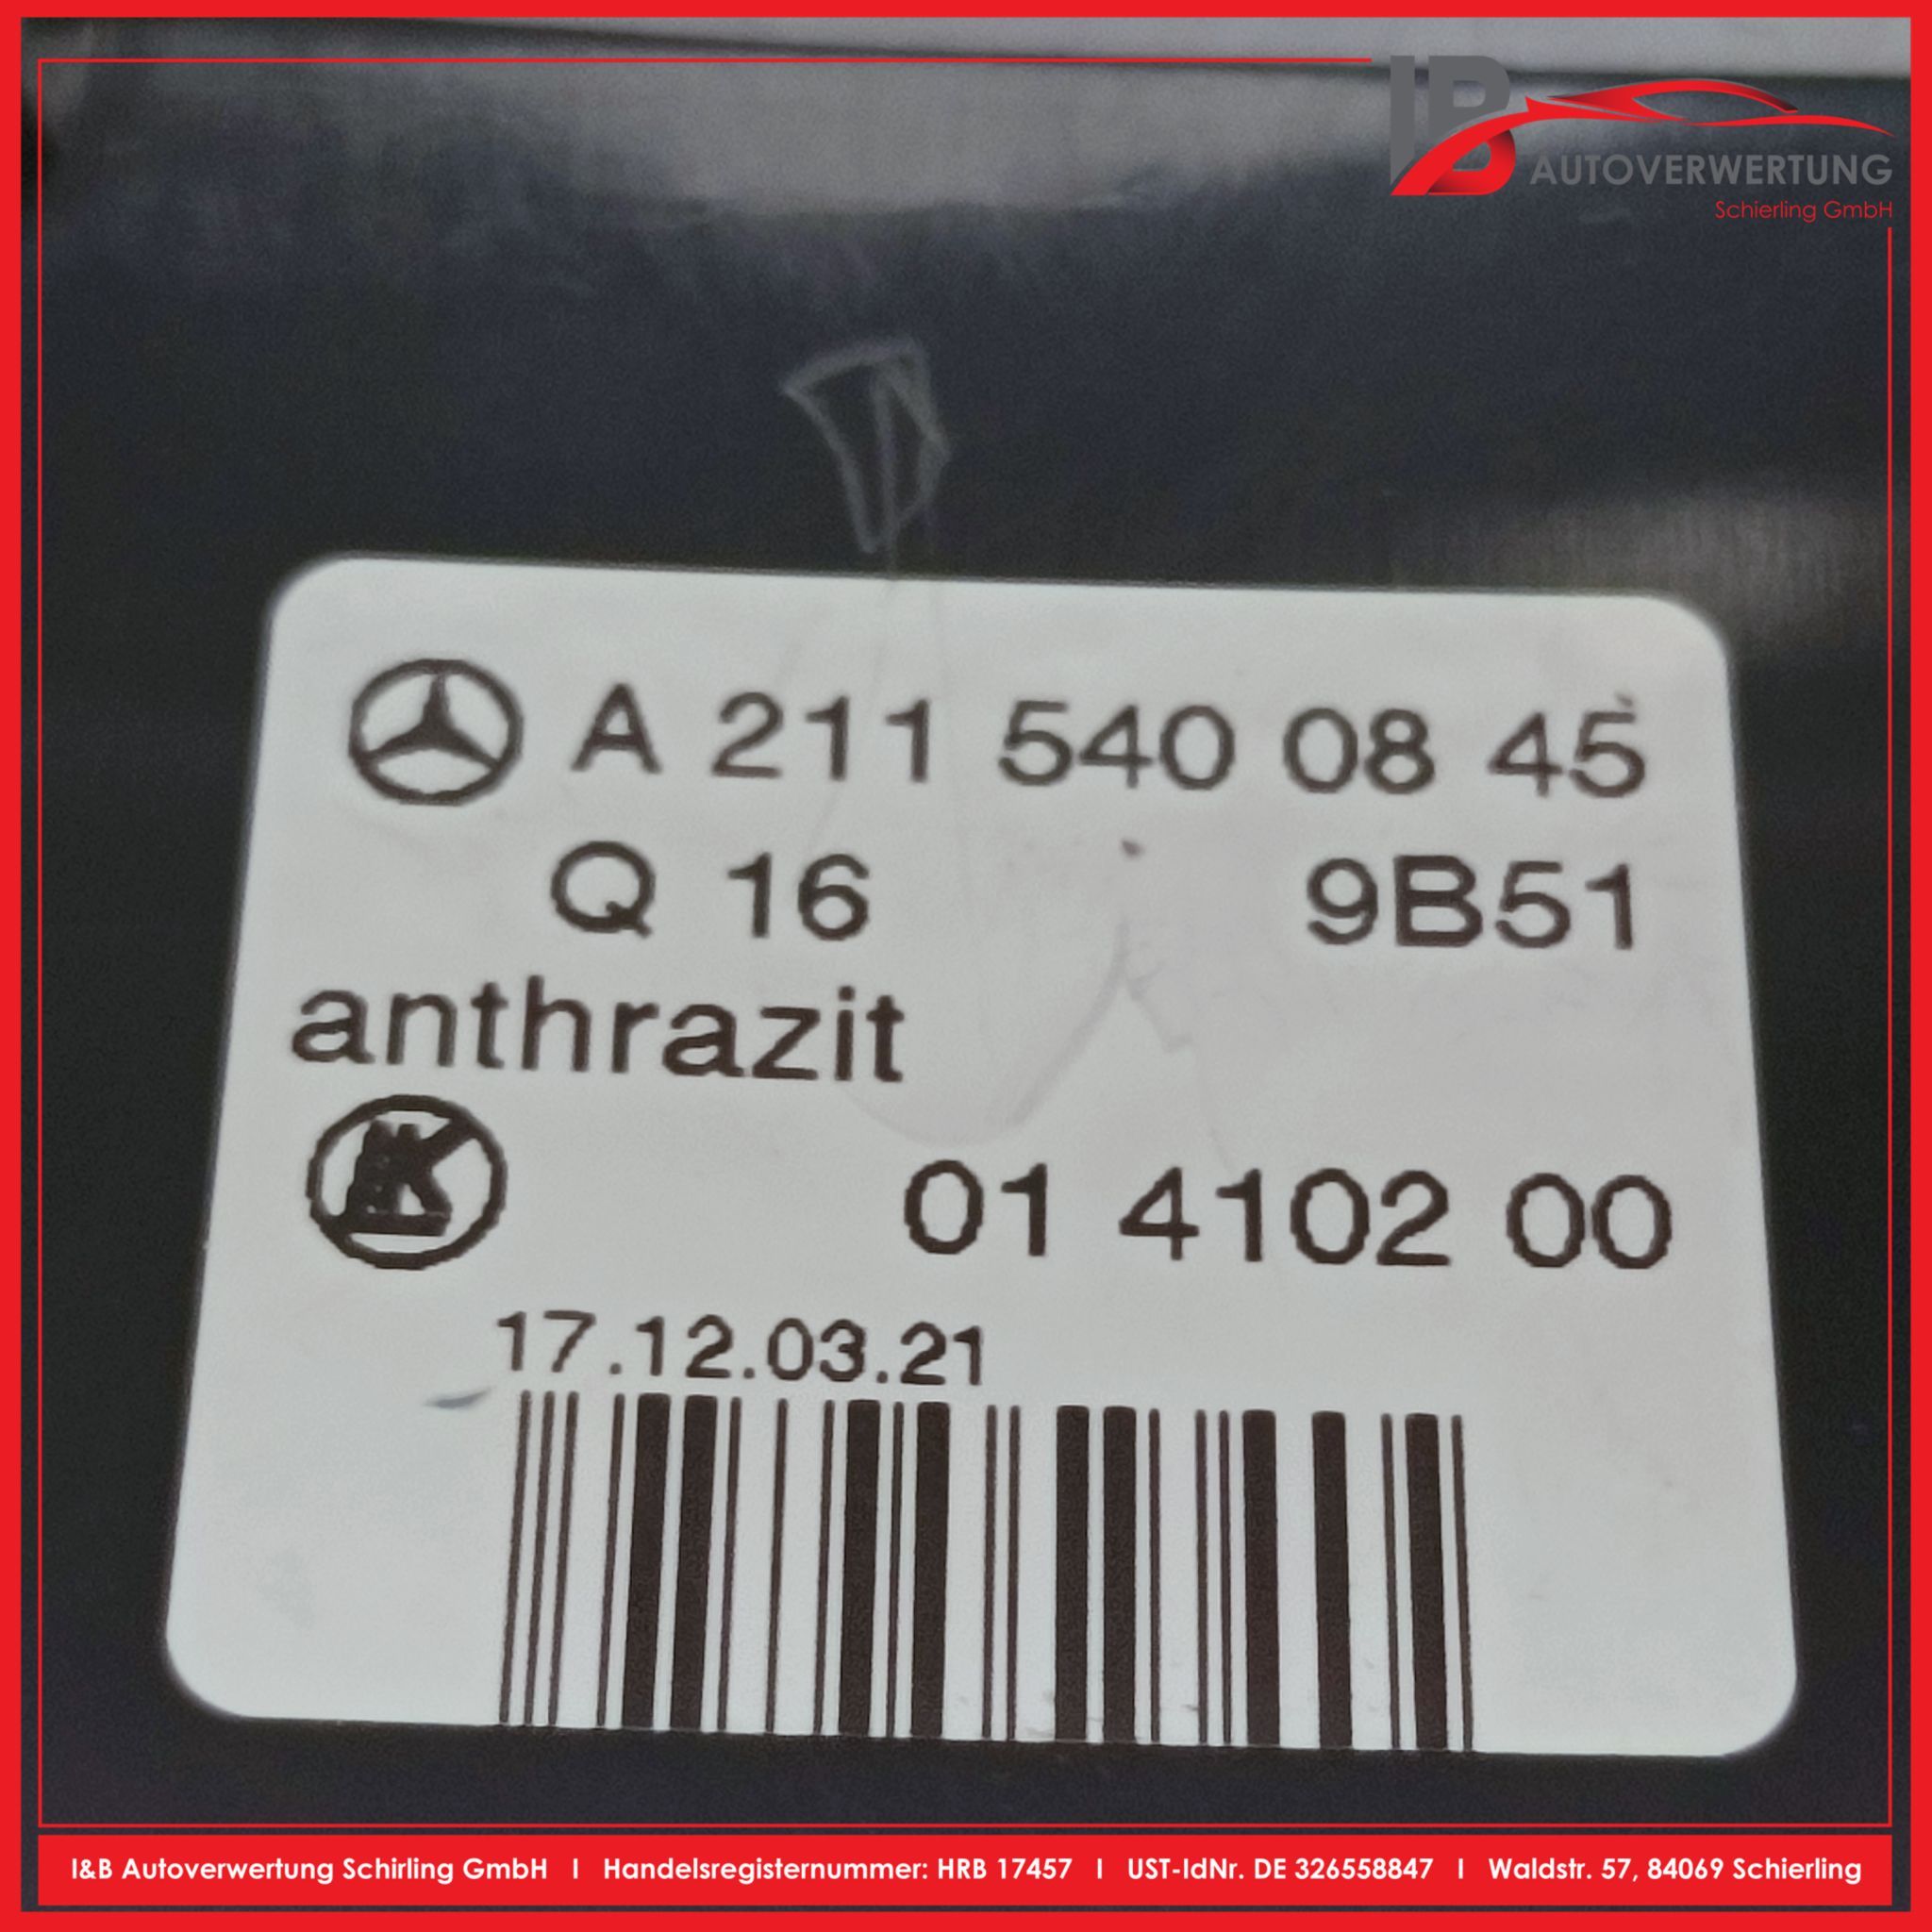 IB
AUTOVERWERTUNG
Schierling GmbH
A 211 540 08 45
Q 16 9B51
anthrazit
K
01 4102 00
17.12.03.21
I&B Autoverwertung Schirling GmbH I Handelsregisternummer: HRB 17457 I UST-IdNr. DE 326558847 I Waldstr. 57, 84069 Schierling